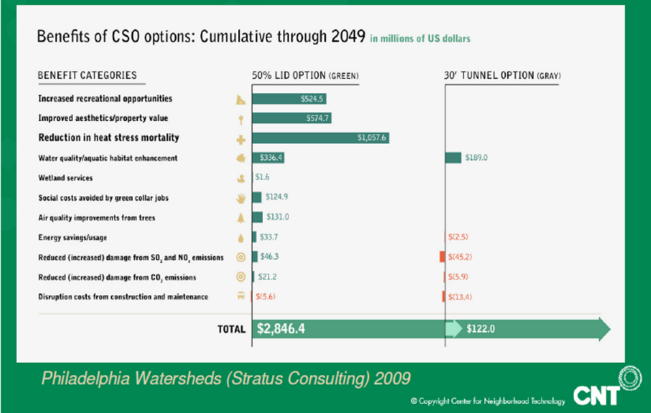 Benefits of CSO options: Cumulative through 2049 in millions of US dollars
BENEFIT CATEGORIES 50% LID OPTION (GREEN) 30' TUNNEL OPTION (GRAY)
Increased recreational opportunities $524.5
Improved aesthetics/property value $574.7
Reduction in heat stress mortality $1,057.6
Water quality/aquatic habitat enhancement $336.4 $189.0
Wetland services $1.6
Social costs avoided by green collar jobs $124.9
Air quality improvements from trees $131.0
Energy savings/usage $33.7 $(2.5)
Reduced (increased) damage from SO₂ and NOₓ emissions $46.3 $(45.2)
Reduced (increased) damage from CO₂ emissions $21.2 $(5.9)
Disruption costs from construction and maintenance $(5.6) $(13.4)
TOTAL $2,846.4 $122.0
Philadelphia Watersheds (Stratus Consulting) 2009
© Copyright Center for Neighborhood Technology CNT